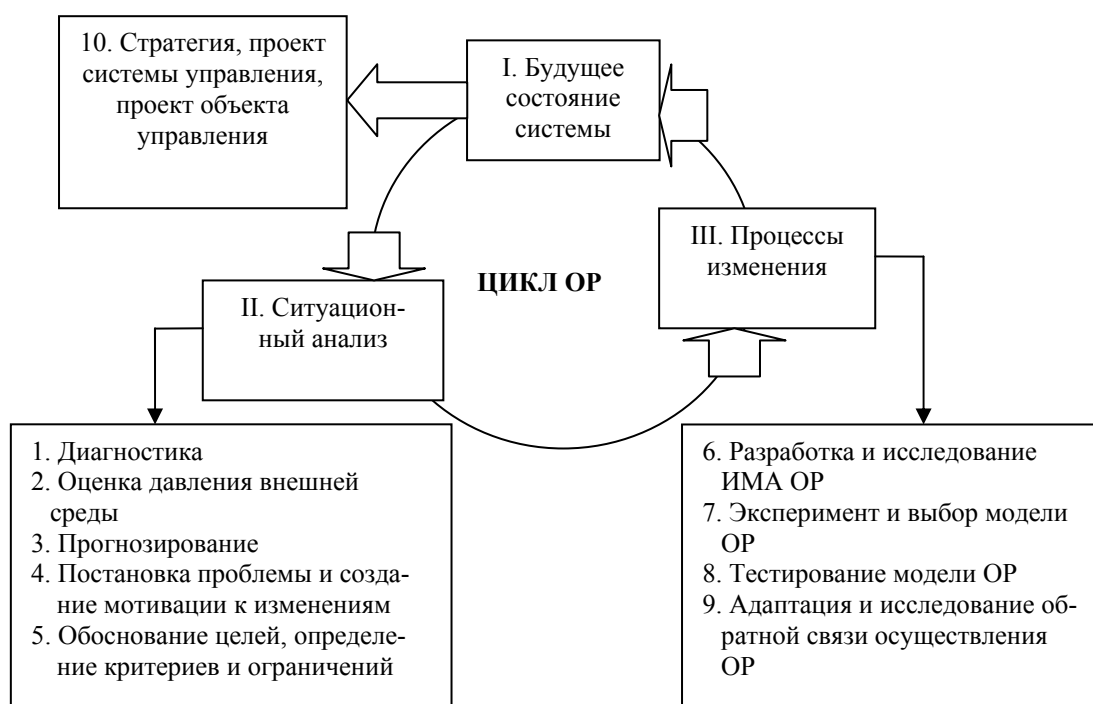 10. Стратегия, проект
системы управления,
проект объекта
управления
I. Будущее
состояние
системы
III. Процессы
изменения
ЦИКЛ ОР
II. Ситуацион-
ный анализ
1. Диагностика
2. Оценка давления внешней
среды
3. Прогнозирование
4. Постановка проблемы и созда-
ние мотивации к изменениям
5. Обоснование целей, определе-
ние критериев и ограничений
6. Разработка и исследование
ИМА ОР
7. Эксперимент и выбор модели
ОР
8. Тестирование модели ОР
9. Адаптация и исследование об-
ратной связи осуществления
ОР